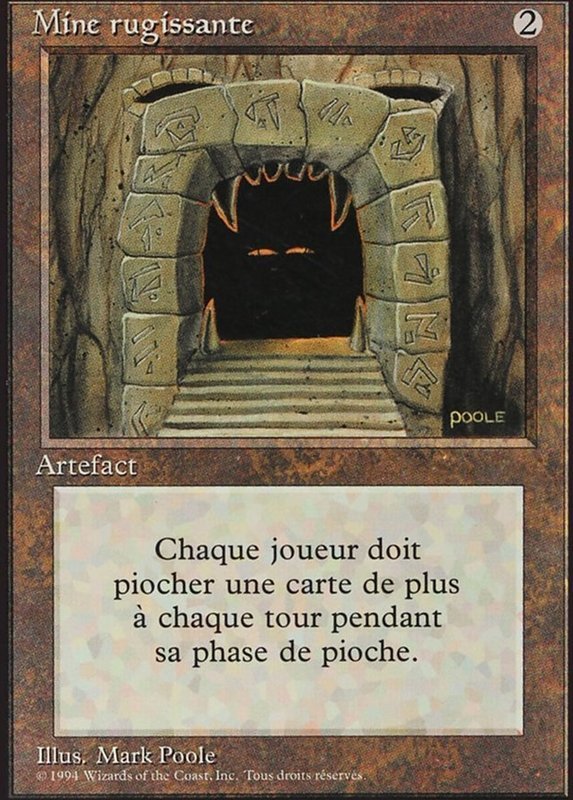 Mine rugissante
2
POOLE
Artefact
Chaque joueur doit
piocher une carte de plus
à chaque tour pendant
sa phase de pioche.
Illus. Mark Poole
© 1994 Wizards of the Coast, Inc. Tous droits réservés.